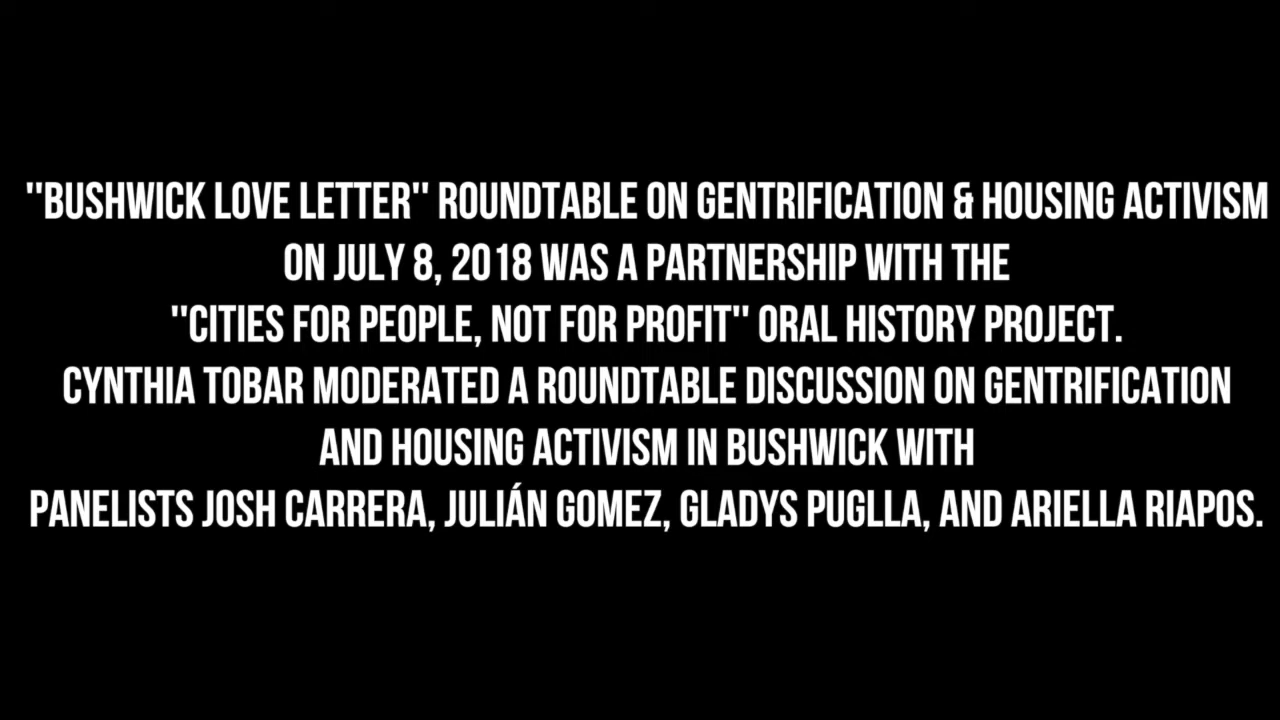 "BUSHWICK LOVE LETTER" ROUNDTABLE ON GENTRIFICATION & HOUSING ACTIVISM
ON JULY 8, 2018 WAS A PARTNERSHIP WITH THE
"CITIES FOR PEOPLE, NOT FOR PROFIT" ORAL HISTORY PROJECT.
CYNTHIA TOBAR MODERATED A ROUNDTABLE DISCUSSION ON GENTRIFICATION
AND HOUSING ACTIVISM IN BUSHWICK WITH
PANELISTS JOSH CARRERA, JULIÁN GOMEZ, GLADYS PUGLLA, AND ARIELLA RIAPOS.